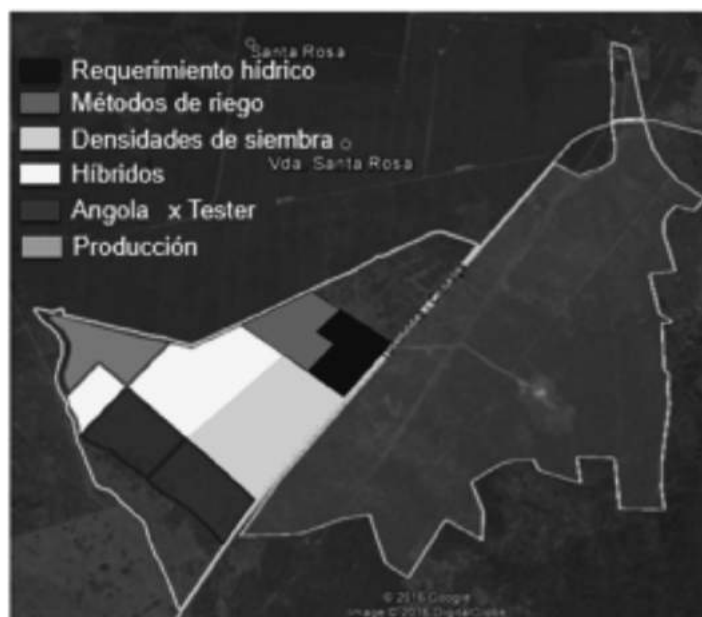 Santa Rosa
Requerimiento hídrico
Métodos de riego
Densidades de siembra
Vda. Santa Rosa
Híbridos
Angola x Tester
Producción
© 2016 Google
Image © 2016 DigitalGlobe